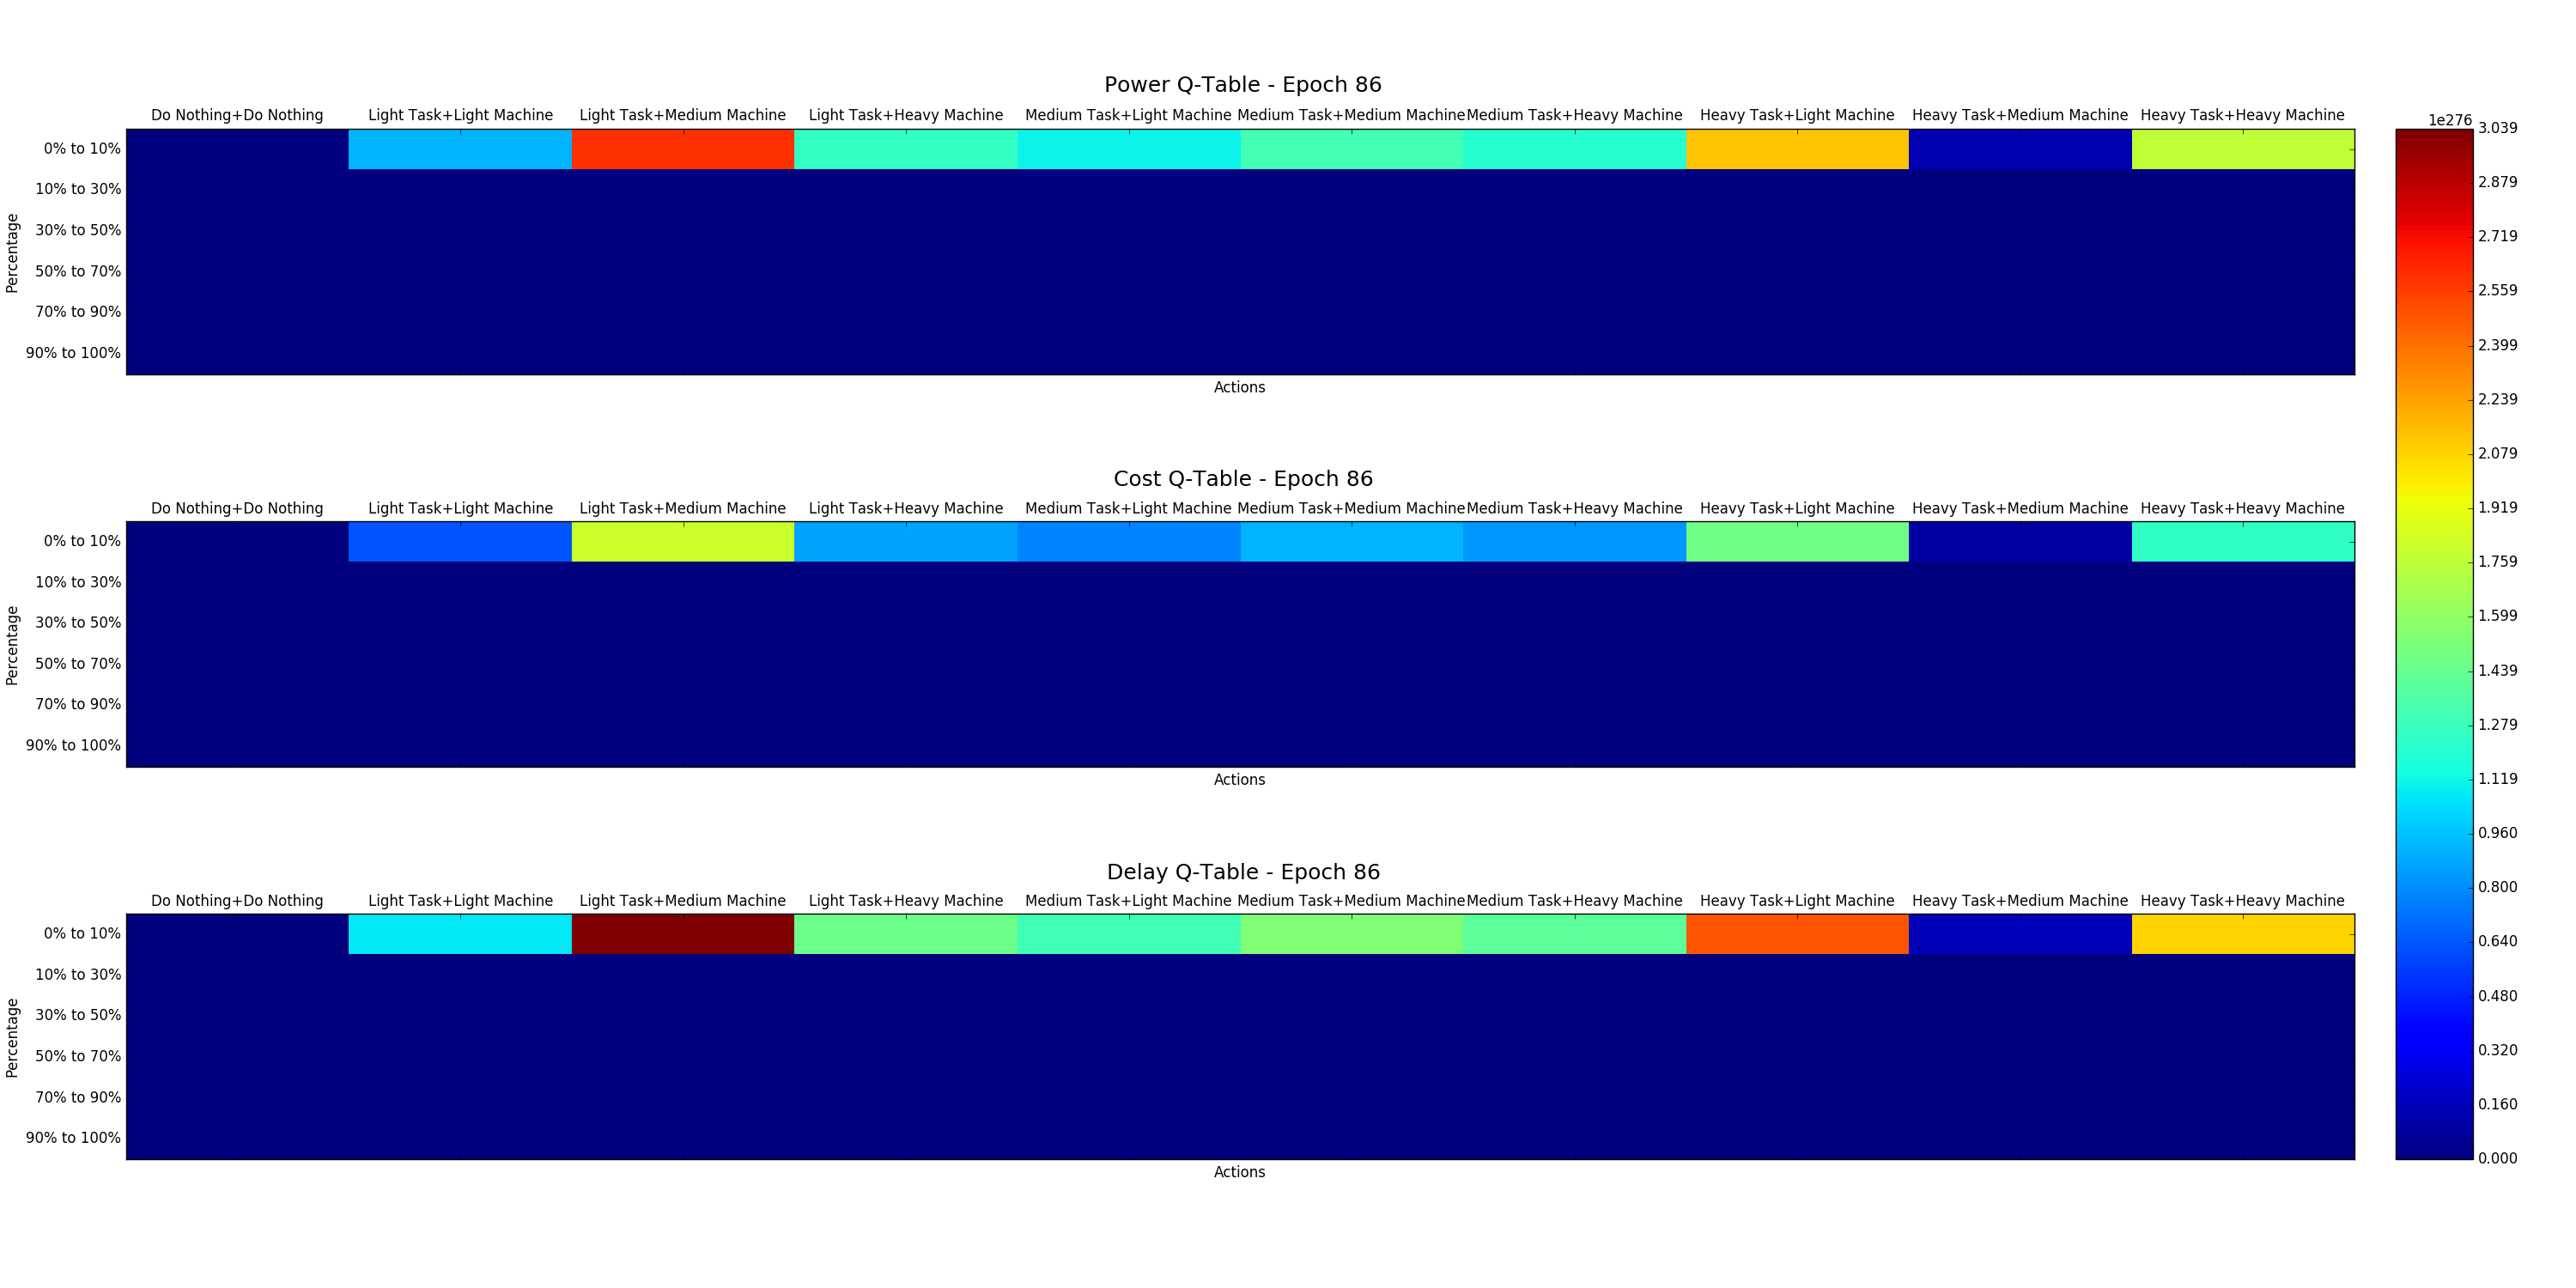 Power Q-Table - Epoch 86
Do Nothing+Do Nothing Light Task+Light Machine Light Task+Medium Machine Light Task+Heavy Machine Medium Task+Light Machine Medium Task+Medium Machine Medium Task+Heavy Machine Heavy Task+Light Machine Heavy Task+Medium Machine Heavy Task+Heavy Machine
Percentage
0% to 10%
10% to 30%
30% to 50%
50% to 70%
70% to 90%
90% to 100%
Actions
Cost Q-Table - Epoch 86
Do Nothing+Do Nothing Light Task+Light Machine Light Task+Medium Machine Light Task+Heavy Machine Medium Task+Light Machine Medium Task+Medium Machine Medium Task+Heavy Machine Heavy Task+Light Machine Heavy Task+Medium Machine Heavy Task+Heavy Machine
Percentage
0% to 10%
10% to 30%
30% to 50%
50% to 70%
70% to 90%
90% to 100%
Actions
Delay Q-Table - Epoch 86
Do Nothing+Do Nothing Light Task+Light Machine Light Task+Medium Machine Light Task+Heavy Machine Medium Task+Light Machine Medium Task+Medium Machine Medium Task+Heavy Machine Heavy Task+Light Machine Heavy Task+Medium Machine Heavy Task+Heavy Machine
Percentage
0% to 10%
10% to 30%
30% to 50%
50% to 70%
70% to 90%
90% to 100%
Actions
1e276
3.039
2.879
2.719
2.559
2.399
2.239
2.079
1.919
1.759
1.599
1.439
1.279
1.119
0.960
0.800
0.640
0.480
0.320
0.160
0.000